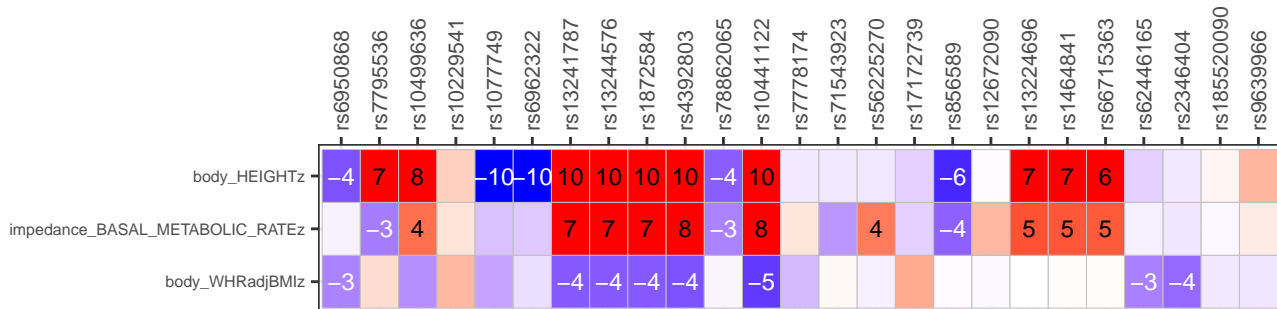 rs6950868 rs7795536 rs10499636 rs10229541 rs1077749 rs6962322 rs13241787 rs13244576 rs1872584 rs4392803 rs78862065 rs10441122 rs7778174 rs71543923 rs56225270 rs17172739 rs856589 rs12672090 rs13224696 rs1464841 rs66715363 rs62446165 rs2346404 rs185520090 rs9639966
body_HEIGHTz −4 7 8 −10 −10 10 10 10 10 −4 10 −6 7 7 6
impedance_BASAL_METABOLIC_RATEz −3 4 7 7 7 8 −3 8 4 −4 5 5 5
body_WHRadjBMIz −3 −4 −4 −4 −4 −5 −3 −4